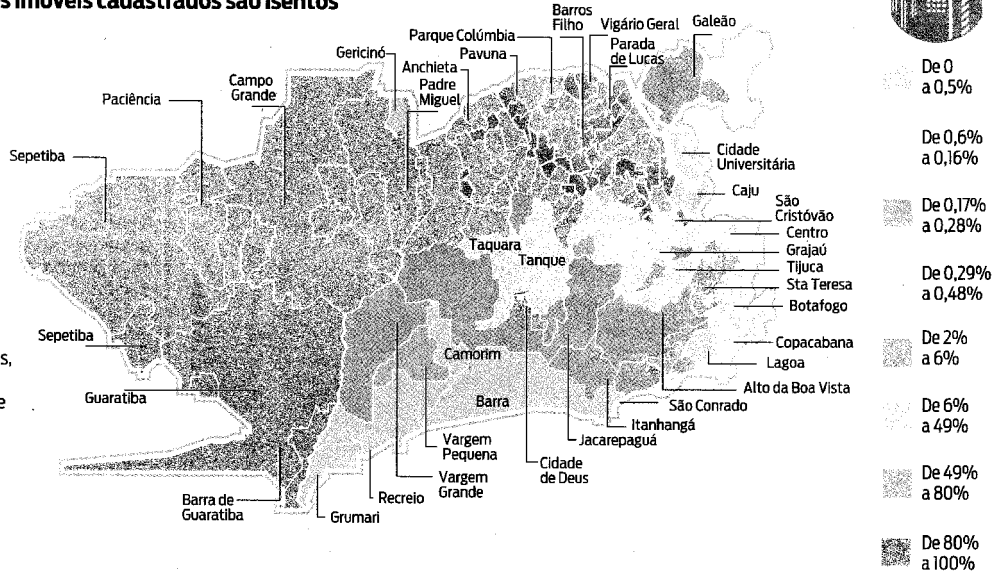 s imóveis cadastrados são isentos
Barros
Filho
Vigário Geral
Galeão
Parque Colúmbia
Parada
de Lucas
Gericinó
Pavuna
Anchieta
Padre
Miguel
Campo
Grande
Paciência
Sepetiba
Cidade
Universitária
Caju
São
Cristóvão
Centro
Grajaú
Tijuca
Sta Teresa
Botafogo
Taquara
Tanque
Copacabana
Lagoa
Alto da Boa Vista
São Conrado
Itanhangá
Jacarepaguá
Cidade
de Deus
Camorim
Barra
Vargem
Pequena
Vargem
Grande
Recreio
Grumari
Barra de
Guaratiba
Guaratiba
Sepetiba
s,
e
De 0
a 0,5%
De 0,6%
a 0,16%
De 0,17%
a 0,28%
De 0,29%
a 0,48%
De 2%
a 6%
De 6%
a 49%
De 49%
a 80%
De 80%
a 100%